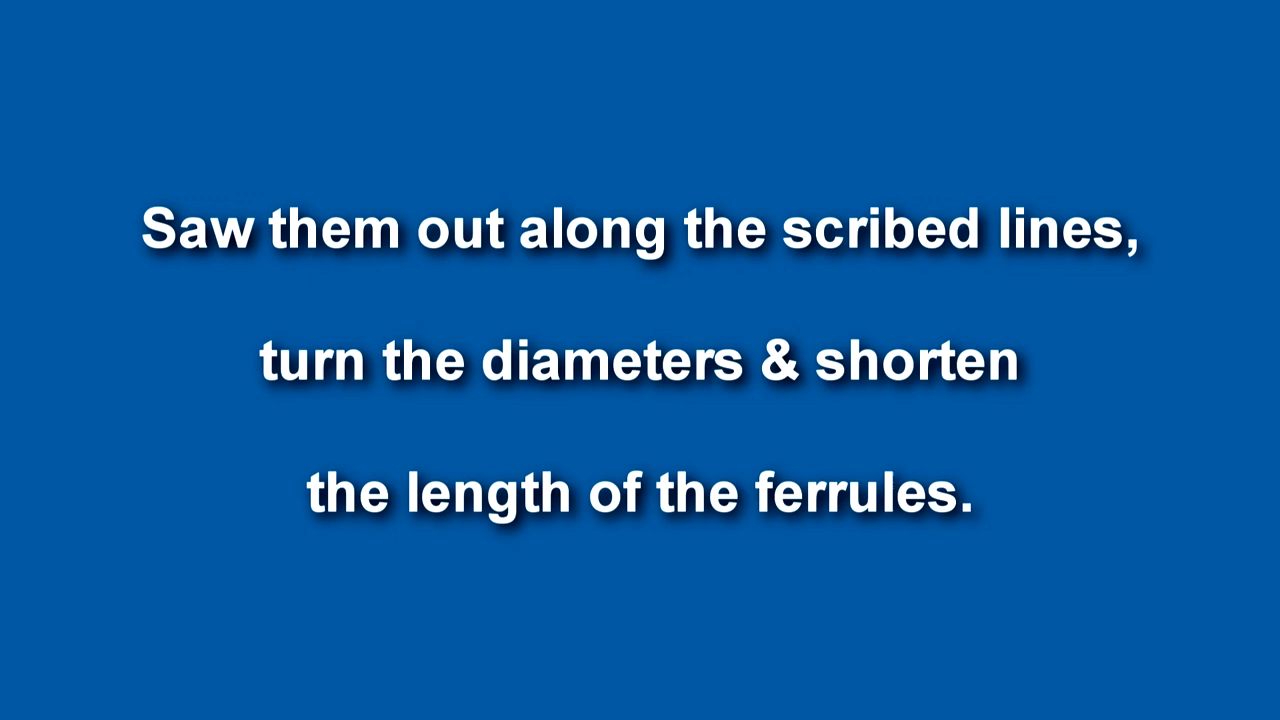 Saw them out along the scribed lines,
turn the diameters & shorten
the length of the ferrules.